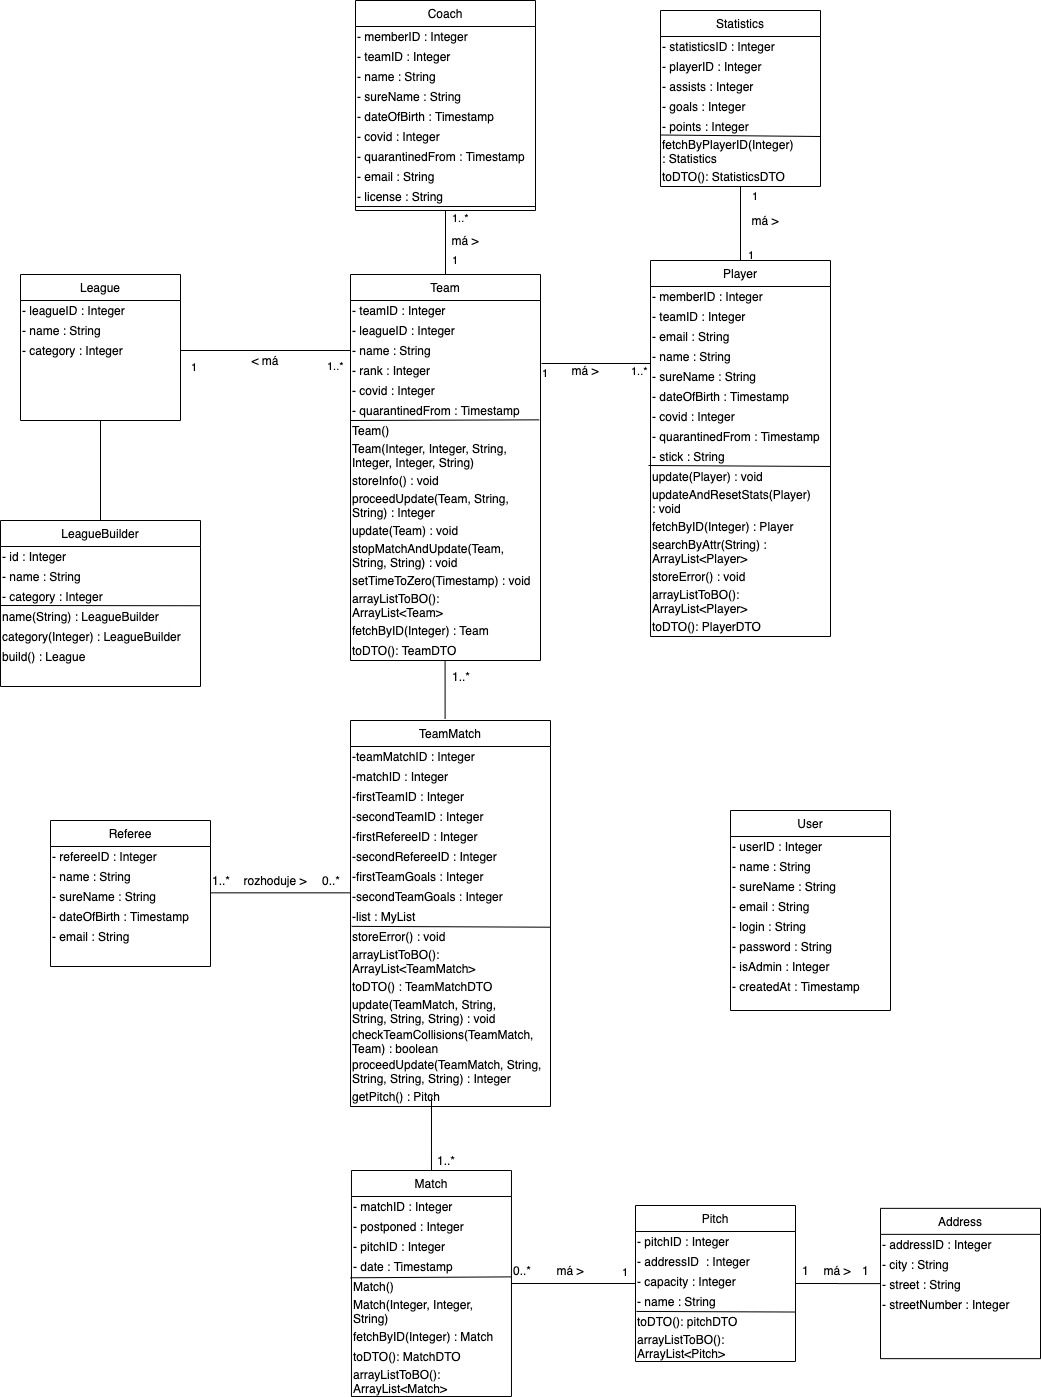 Coach
- memberID : Integer
- teamID : Integer
- name : String
- sureName : String
- dateOfBirth : Timestamp
- covid : Integer
- quarantinedFrom : Timestamp
- email : String
- license : String
Statistics
- statisticsID : Integer
- playerID : Integer
- assists : Integer
- goals : Integer
- points : Integer
fetchByPlayerID(Integer)
: Statistics
toDTO(): StatisticsDTO
1..*
má >
1
1
má >
1
League
- leagueID : Integer
- name : String
- category : Integer
1
< má
1..*
Team
- teamID : Integer
- leagueID : Integer
- name : String
- rank : Integer
- covid : Integer
- quarantinedFrom : Timestamp
Team()
Team(Integer, Integer, String,
Integer, Integer, String)
storeInfo() : void
proceedUpdate(Team, String,
String) : Integer
update(Team) : void
stopMatchAndUpdate(Team,
String, String) : void
setTimeToZero(Timestamp) : void
arrayListToBO():
ArrayList<Team>
fetchByID(Integer) : Team
toDTO(): TeamDTO
1
má >
1..*
Player
- memberID : Integer
- teamID : Integer
- email : String
- name : String
- sureName : String
- dateOfBirth : Timestamp
- covid : Integer
- quarantinedFrom : Timestamp
- stick : String
update(Player) : void
updateAndResetStats(Player)
: void
fetchByID(Integer) : Player
searchByAttr(String) :
ArrayList<Player>
storeError() : void
arrayListToBO():
ArrayList<Player>
toDTO(): PlayerDTO
LeagueBuilder
- id : Integer
- name : String
- category : Integer
name(String) : LeagueBuilder
category(Integer) : LeagueBuilder
build() : League
1..*
TeamMatch
-teamMatchID : Integer
-matchID : Integer
-firstTeamID : Integer
-secondTeamID : Integer
-firstRefereeID : Integer
-secondRefereeID : Integer
-firstTeamGoals : Integer
-secondTeamGoals : Integer
-list : MyList
storeError() : void
arrayListToBO():
ArrayList<TeamMatch>
toDTO() : TeamMatchDTO
update(TeamMatch, String,
String, String, String) : void
checkTeamCollisions(TeamMatch,
Team) : boolean
proceedUpdate(TeamMatch, String,
String, String, String) : Integer
getPitch() : Pitch
Referee
- refereeID : Integer
- name : String
- sureName : String
- dateOfBirth : Timestamp
- email : String
1..*
rozhoduje >
0..*
User
- userID : Integer
- name : String
- sureName : String
- email : String
- login : String
- password : String
- isAdmin : Integer
- createdAt : Timestamp
1..*
Match
- matchID : Integer
- postponed : Integer
- pitchID : Integer
- date : Timestamp
Match()
Match(Integer, Integer,
String)
fetchByID(Integer) : Match
toDTO(): MatchDTO
arrayListToBO():
ArrayList<Match>
0..*
má >
1
Pitch
- pitchID : Integer
- addressID  : Integer
- capacity : Integer
- name : String
toDTO(): pitchDTO
arrayListToBO():
ArrayList<Pitch>
1
má >
1
Address
- addressID : Integer
- city : String
- street : String
- streetNumber : Integer